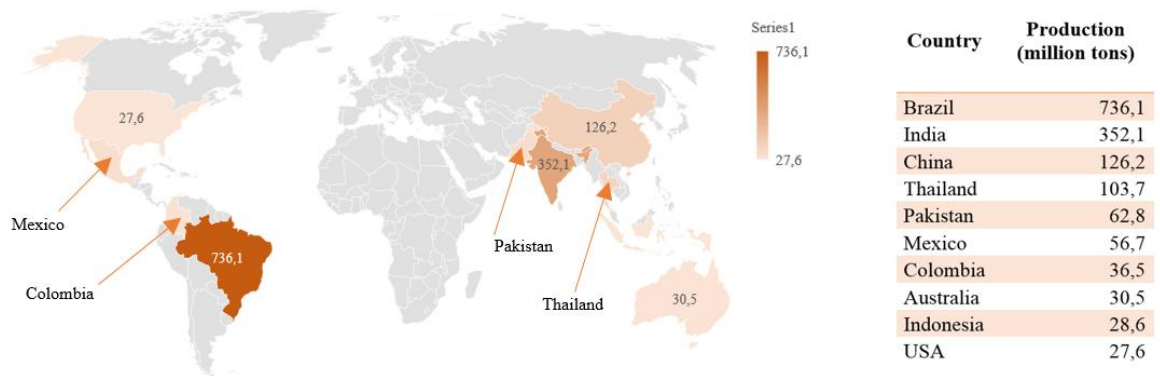 Series1
736,1
27,6
27,6
126,2
352,1
Mexico
Pakistan
Colombia
736,1
Thailand
30,5
Country Production (million tons)
Brazil 736,1
India 352,1
China 126,2
Thailand 103,7
Pakistan 62,8
Mexico 56,7
Colombia 36,5
Australia 30,5
Indonesia 28,6
USA 27,6